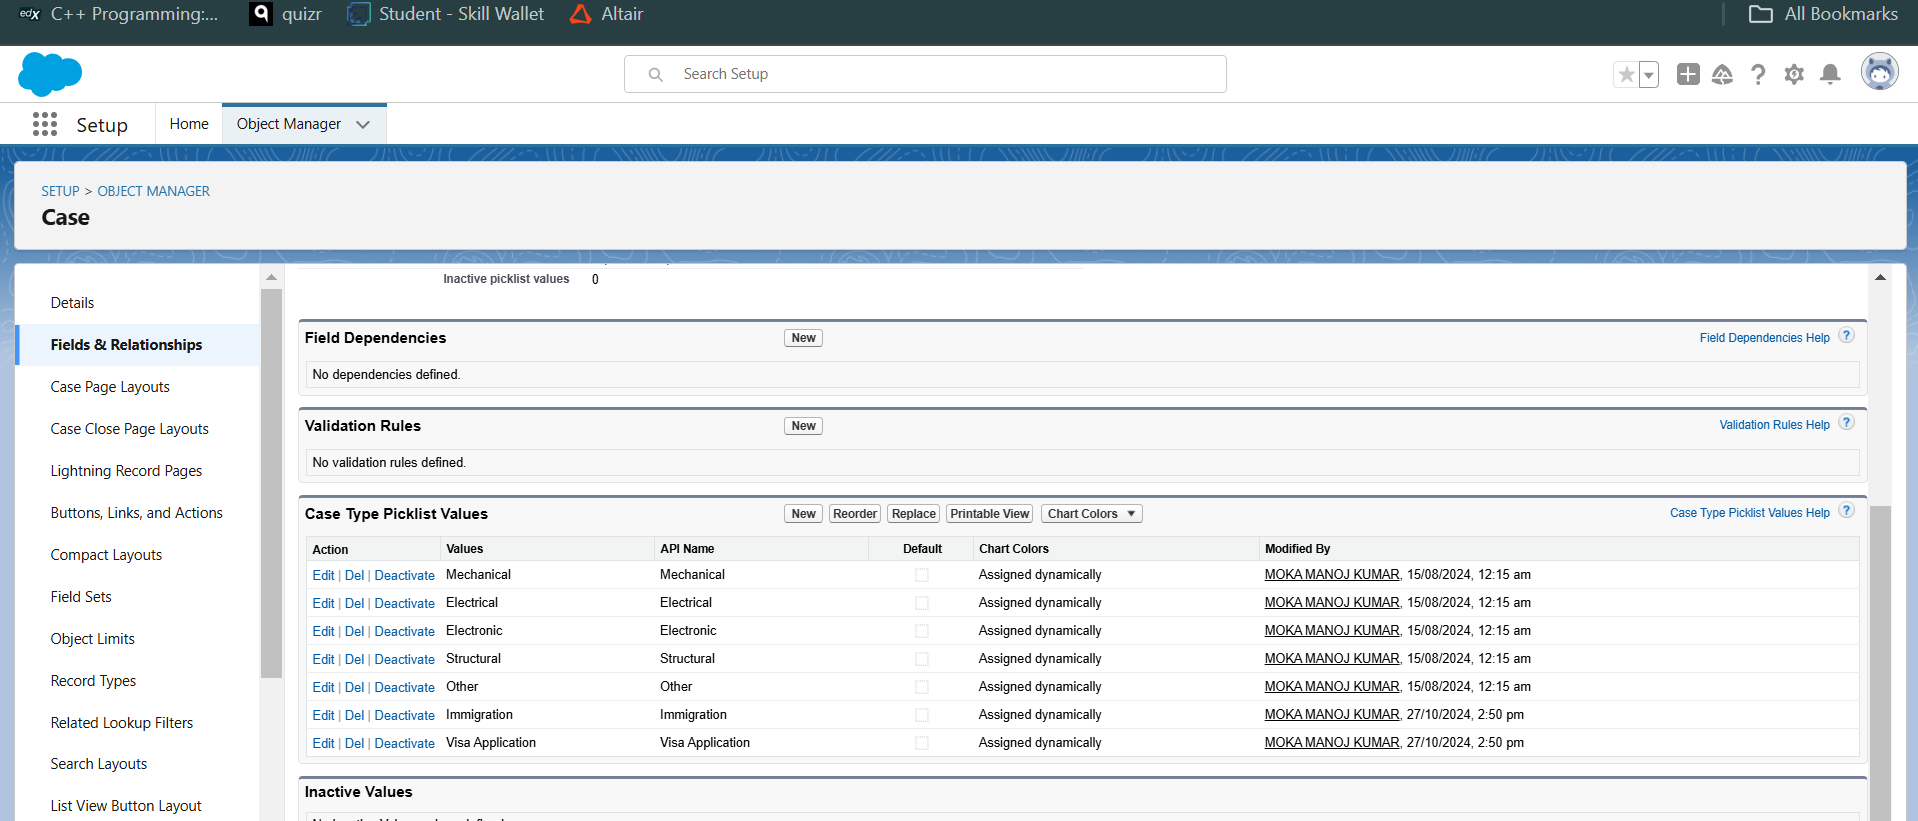 edX C++ Programming:... quizr Student - Skill Wallet Altair All Bookmarks
Search Setup
Setup Home Object Manager
SETUP > OBJECT MANAGER
Case
Details
Fields & Relationships
Case Page Layouts
Case Close Page Layouts
Lightning Record Pages
Buttons, Links, and Actions
Compact Layouts
Field Sets
Object Limits
Record Types
Related Lookup Filters
Search Layouts
List View Button Layout
Inactive picklist values 0
Field Dependencies New Field Dependencies Help ?
No dependencies defined.
Validation Rules New Validation Rules Help ?
No validation rules defined.
Case Type Picklist Values New Reorder Replace Printable View Chart Colors Case Type Picklist Values Help ?
Action Values API Name Default Chart Colors Modified By
Edit | Del | Deactivate Mechanical Mechanical Assigned dynamically MOKA MANOJ KUMAR, 15/08/2024, 12:15 am
Edit | Del | Deactivate Electrical Electrical Assigned dynamically MOKA MANOJ KUMAR, 15/08/2024, 12:15 am
Edit | Del | Deactivate Electronic Electronic Assigned dynamically MOKA MANOJ KUMAR, 15/08/2024, 12:15 am
Edit | Del | Deactivate Structural Structural Assigned dynamically MOKA MANOJ KUMAR, 15/08/2024, 12:15 am
Edit | Del | Deactivate Other Other Assigned dynamically MOKA MANOJ KUMAR, 15/08/2024, 12:15 am
Edit | Del | Deactivate Immigration Immigration Assigned dynamically MOKA MANOJ KUMAR, 27/10/2024, 2:50 pm
Edit | Del | Deactivate Visa Application Visa Application Assigned dynamically MOKA MANOJ KUMAR, 27/10/2024, 2:50 pm
Inactive Values